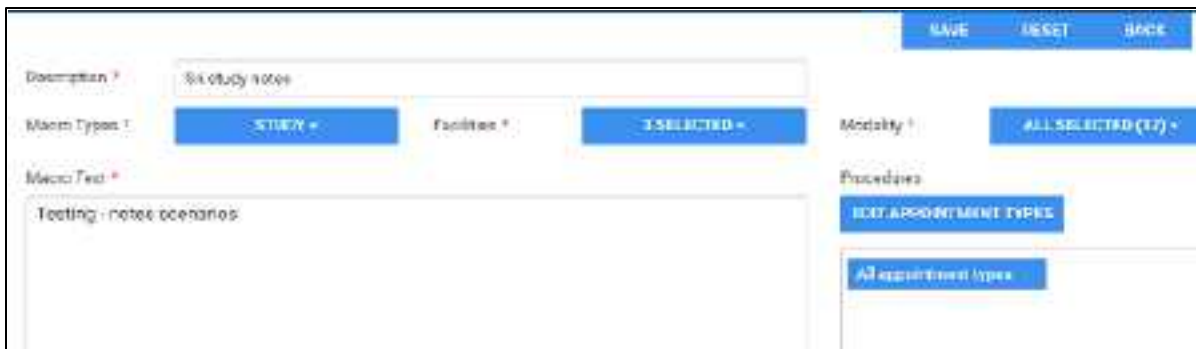 SAVE RESET BACK
Description * SK study notes
Macro Types * STUDY Facilities * 3 SELECTED Modality * ALL SELECTED (37)
Macro Text * Procedures
Testing - notes scenarios EDIT APPOINTMENT TYPES
All appointment types